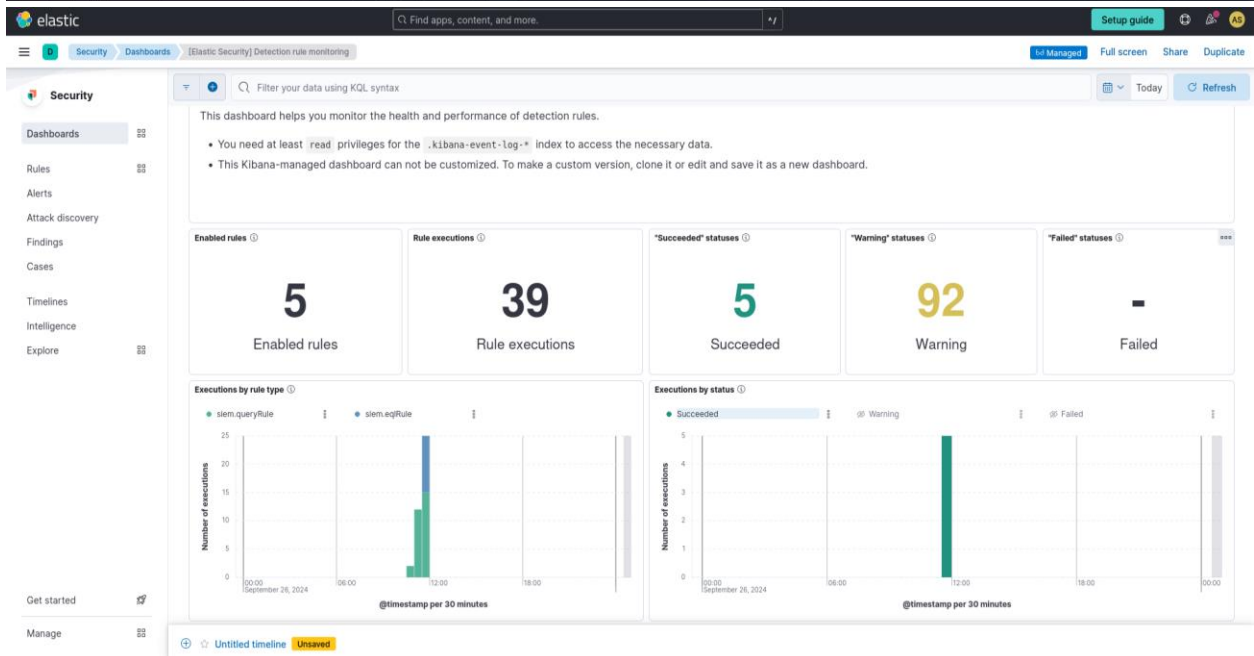 elastic
Find apps, content, and more.
^/
Setup guide
AS
D
Security
Dashboards
[Elastic Security] Detection rule monitoring
Managed
Full screen
Share
Duplicate
Security
Filter your data using KQL syntax
Today
Refresh
Dashboards
Rules
Alerts
Attack discovery
Findings
Cases
Timelines
Intelligence
Explore
Get started
Manage
This dashboard helps you monitor the health and performance of detection rules.
• You need at least read privileges for the .kibana-event-log-* index to access the necessary data.
• This Kibana-managed dashboard can not be customized. To make a custom version, clone it or edit and save it as a new dashboard.
Enabled rules
5
Enabled rules
Rule executions
39
Rule executions
"Succeeded" statuses
5
Succeeded
"Warning" statuses
92
Warning
"Failed" statuses
-
Failed
Executions by rule type
siem.queryRule
siem.eqlRule
Number of executions
25
20
15
10
5
0
00:00
September 26, 2024
06:00
12:00
18:00
@timestamp per 30 minutes
Executions by status
Succeeded
Warning
Failed
Number of executions
5
4
3
2
1
0
00:00
September 26, 2024
06:00
12:00
18:00
00:00
@timestamp per 30 minutes
Untitled timeline
Unsaved